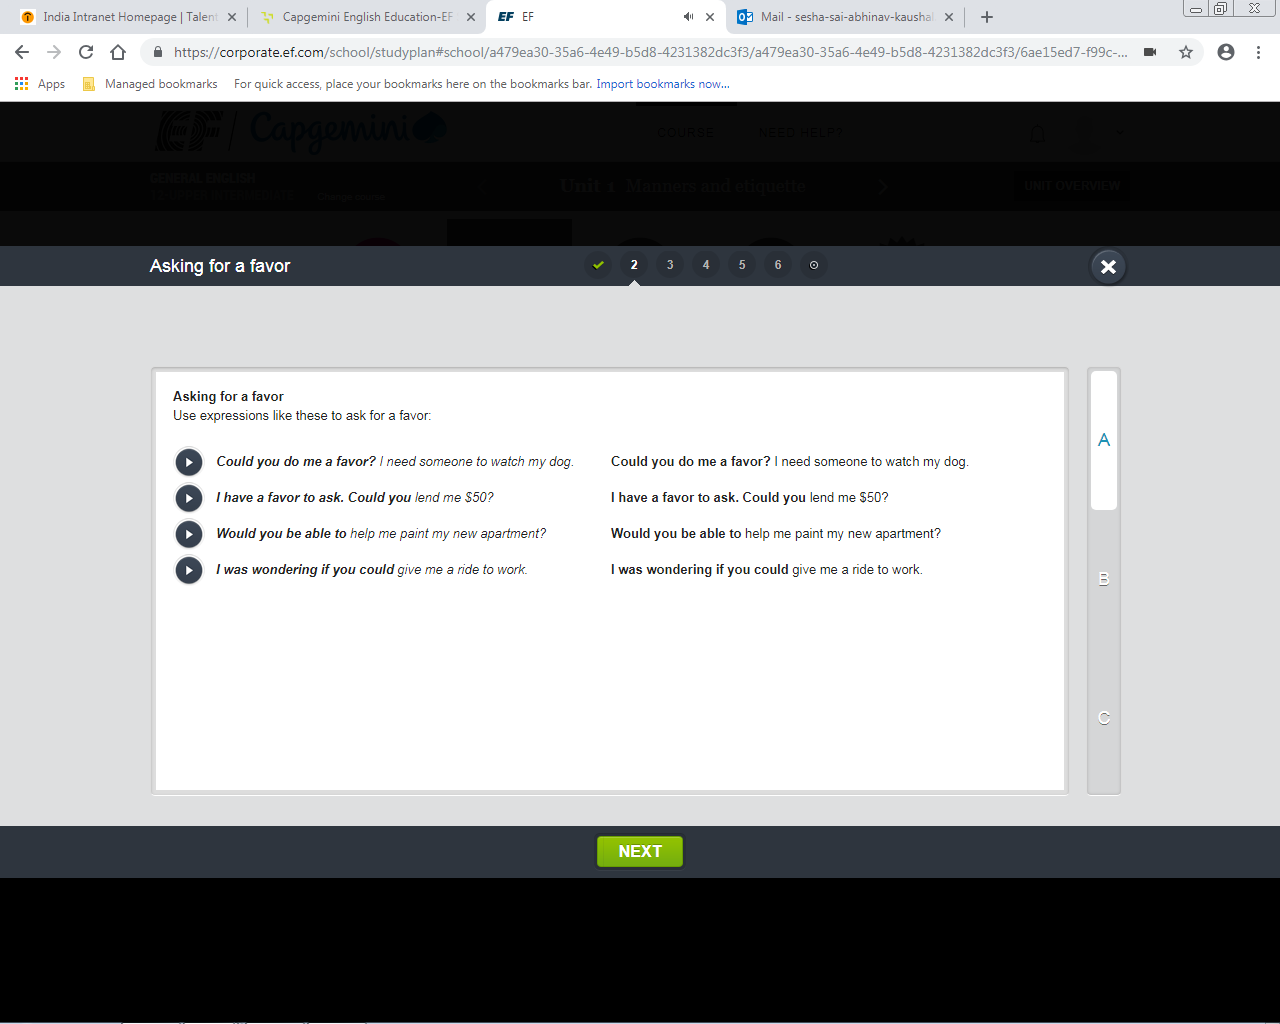 India Intranet Homepage | Talent
Capgemini English Education-EF
EF EF
Mail - sesha-sai-abhinav-kausha
https://corporate.ef.com/school/studyplan#school/a479ea30-35a6-4e49-b5d8-4231382dc3f3/a479ea30-35a6-4e49-b5d8-4231382dc3f3/6ae15ed7-f99c-...
Apps Managed bookmarks For quick access, place your bookmarks here on the bookmarks bar. Import bookmarks now...
EF Capgemini COURSE NEED HELP?
GENERAL ENGLISH
Unit 1 Manners and etiquette
UNIT OVERVIEW
Change course
Asking for a favor 2 3 4 5 6
Asking for a favor
Use expressions like these to ask for a favor:
Could you do me a favor? I need someone to watch my dog. Could you do me a favor? I need someone to watch my dog.
I have a favor to ask. Could you lend me $50? I have a favor to ask. Could you lend me $50?
Would you be able to help me paint my new apartment? Would you be able to help me paint my new apartment?
I was wondering if you could give me a ride to work. I was wondering if you could give me a ride to work.
A
B
C
NEXT